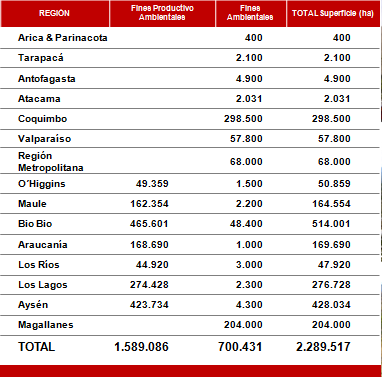 REGIÓN Fines Productivo Ambientales Fines Ambientales TOTAL Superficie (ha)
Arica & Parinacota 400 400
Tarapacá 2.100 2.100
Antofagasta 4.900 4.900
Atacama 2.031 2.031
Coquimbo 298.500 298.500
Valparaíso 57.800 57.800
Región
Metropolitana 68.000 68.000
O´Higgins 49.359 1.500 50.859
Maule 162.354 2.200 164.554
Bio Bio 465.601 48.400 514.001
Araucanía 168.690 1.000 169.690
Los Ríos 44.920 3.000 47.920
Los Lagos 274.428 2.300 276.728
Aysén 423.734 4.300 428.034
Magallanes 204.000 204.000
TOTAL 1.589.086 700.431 2.289.517